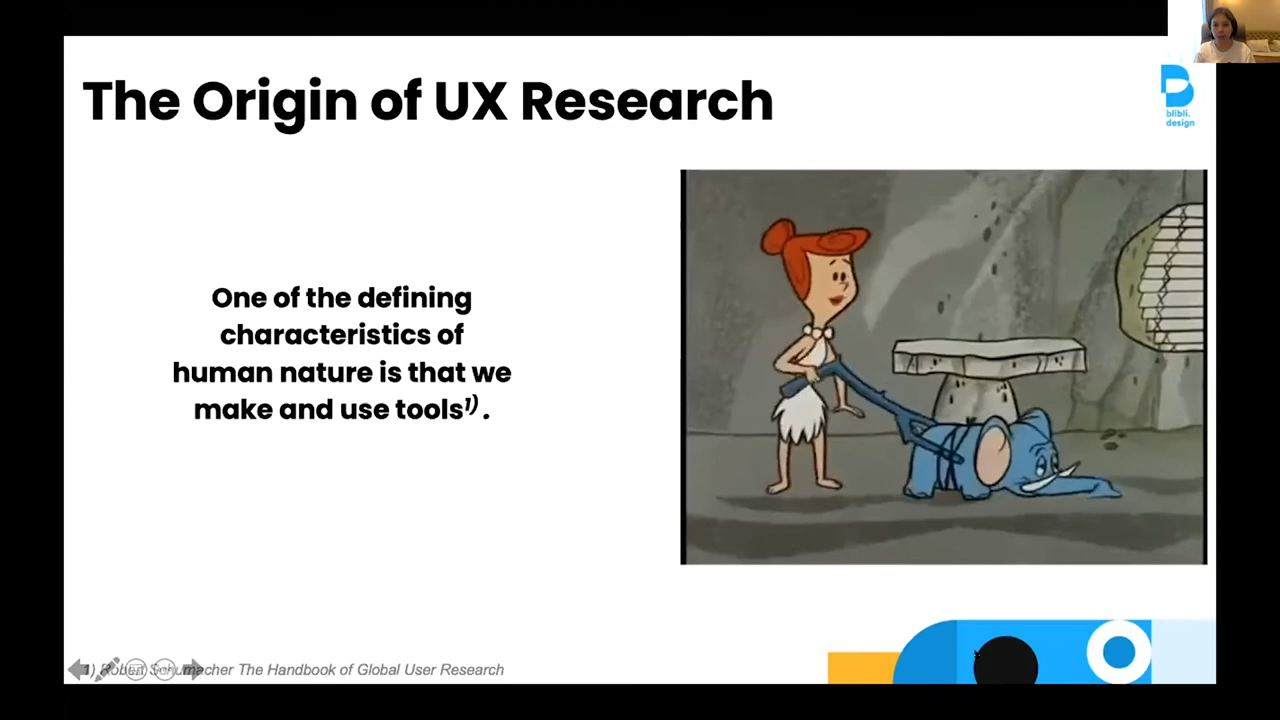 The Origin of UX Research
blibli.
design
One of the defining
characteristics of
human nature is that we
make and use tools¹⁾ .
1) Robert Schumacher The Handbook of Global User Research